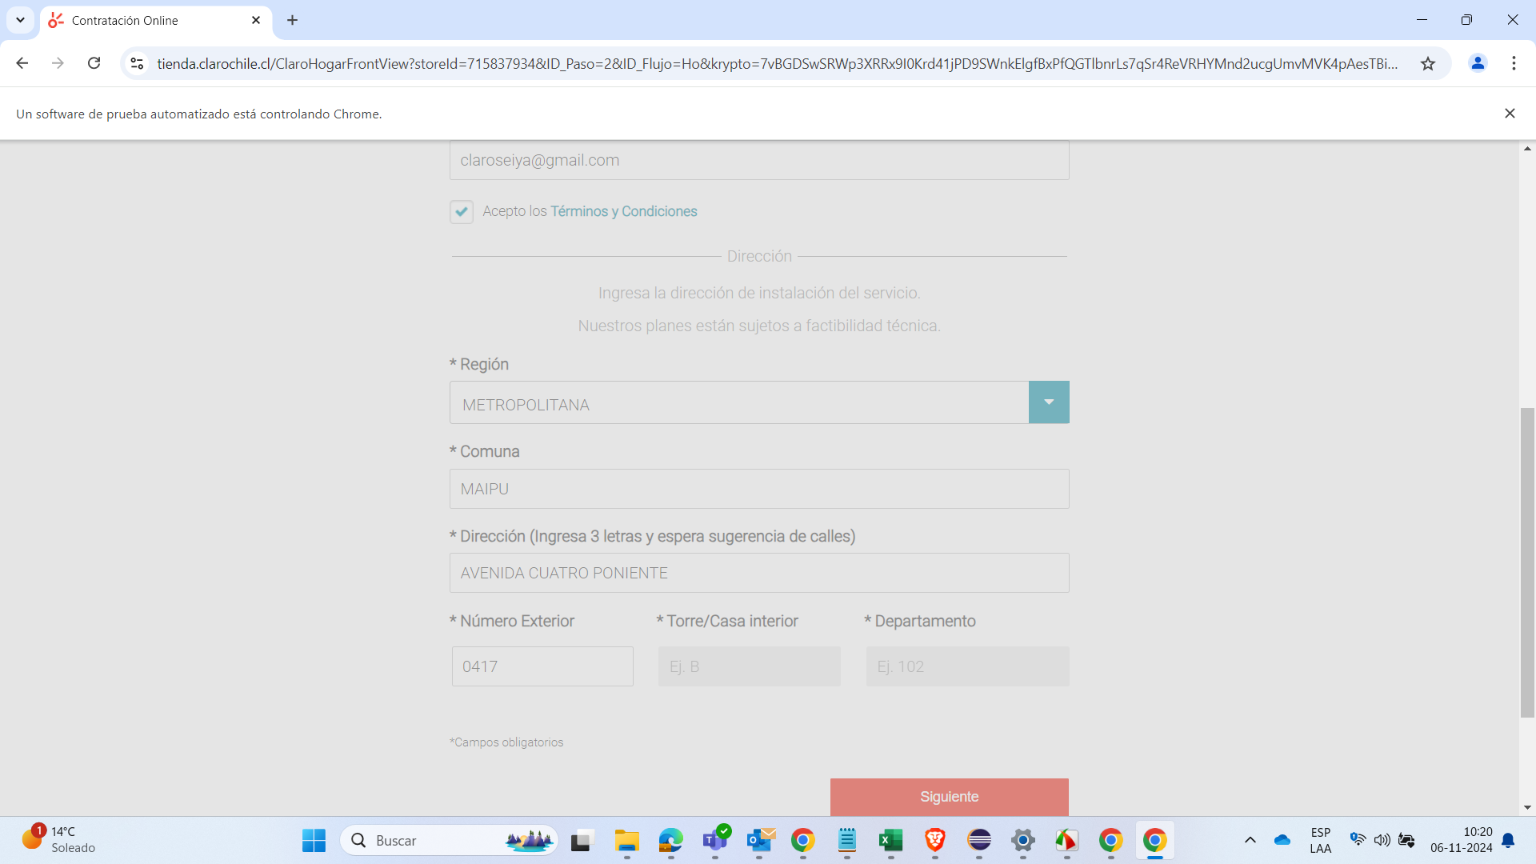 Contratación Online
tienda.clarochile.cl/ClaroHogarFrontView?storeId=715837934&ID_Paso=2&ID_Flujo=Ho&krypto=7vBGDSwSRWp3XRRx9I0Krd41jPD9SWnkElgfBxPfQGTlbnrLs7qSr4ReVRHYMnd2ucgUmvMVK4pAesTBi...
Un software de prueba automatizado está controlando Chrome.
claroseiya@gmail.com
Acepto los Términos y Condiciones
Dirección
Ingresa la dirección de instalación del servicio.
Nuestros planes están sujetos a factibilidad técnica.
* Región
METROPOLITANA
* Comuna
MAIPU
* Dirección (Ingresa 3 letras y espera sugerencia de calles)
AVENIDA CUATRO PONIENTE
* Número Exterior * Torre/Casa interior * Departamento
0417 Ej. B Ej. 102
*Campos obligatorios
Siguiente
1 14°C
Soleado
Buscar
ESP
LAA
10:20
06-11-2024